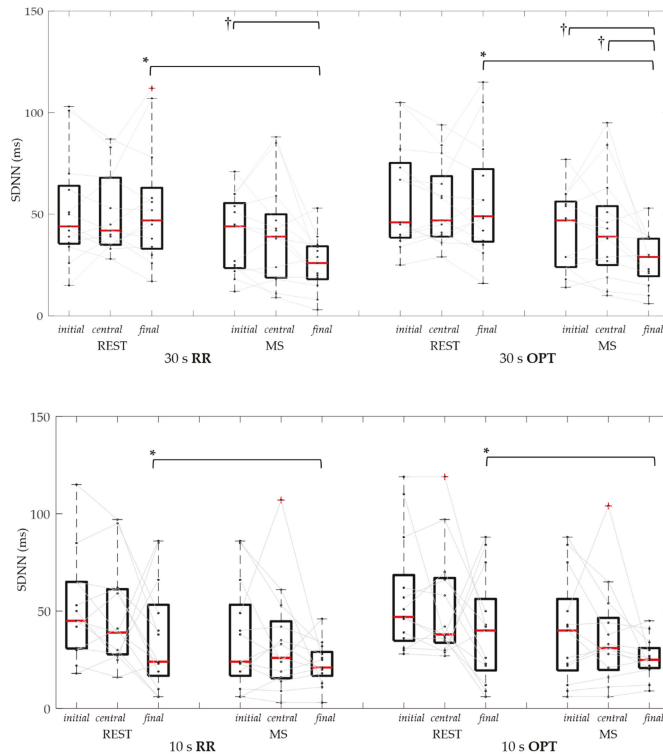 150
†
†
†
*
*
100
SDNN (ms)
50
0
initial central final initial central final initial central final initial central final
REST MS REST MS
30 s RR 30 s OPT
150
*
*
100
SDNN (ms)
50
0
initial central final initial central final initial central final initial central final
REST MS REST MS
10 s RR 10 s OPT